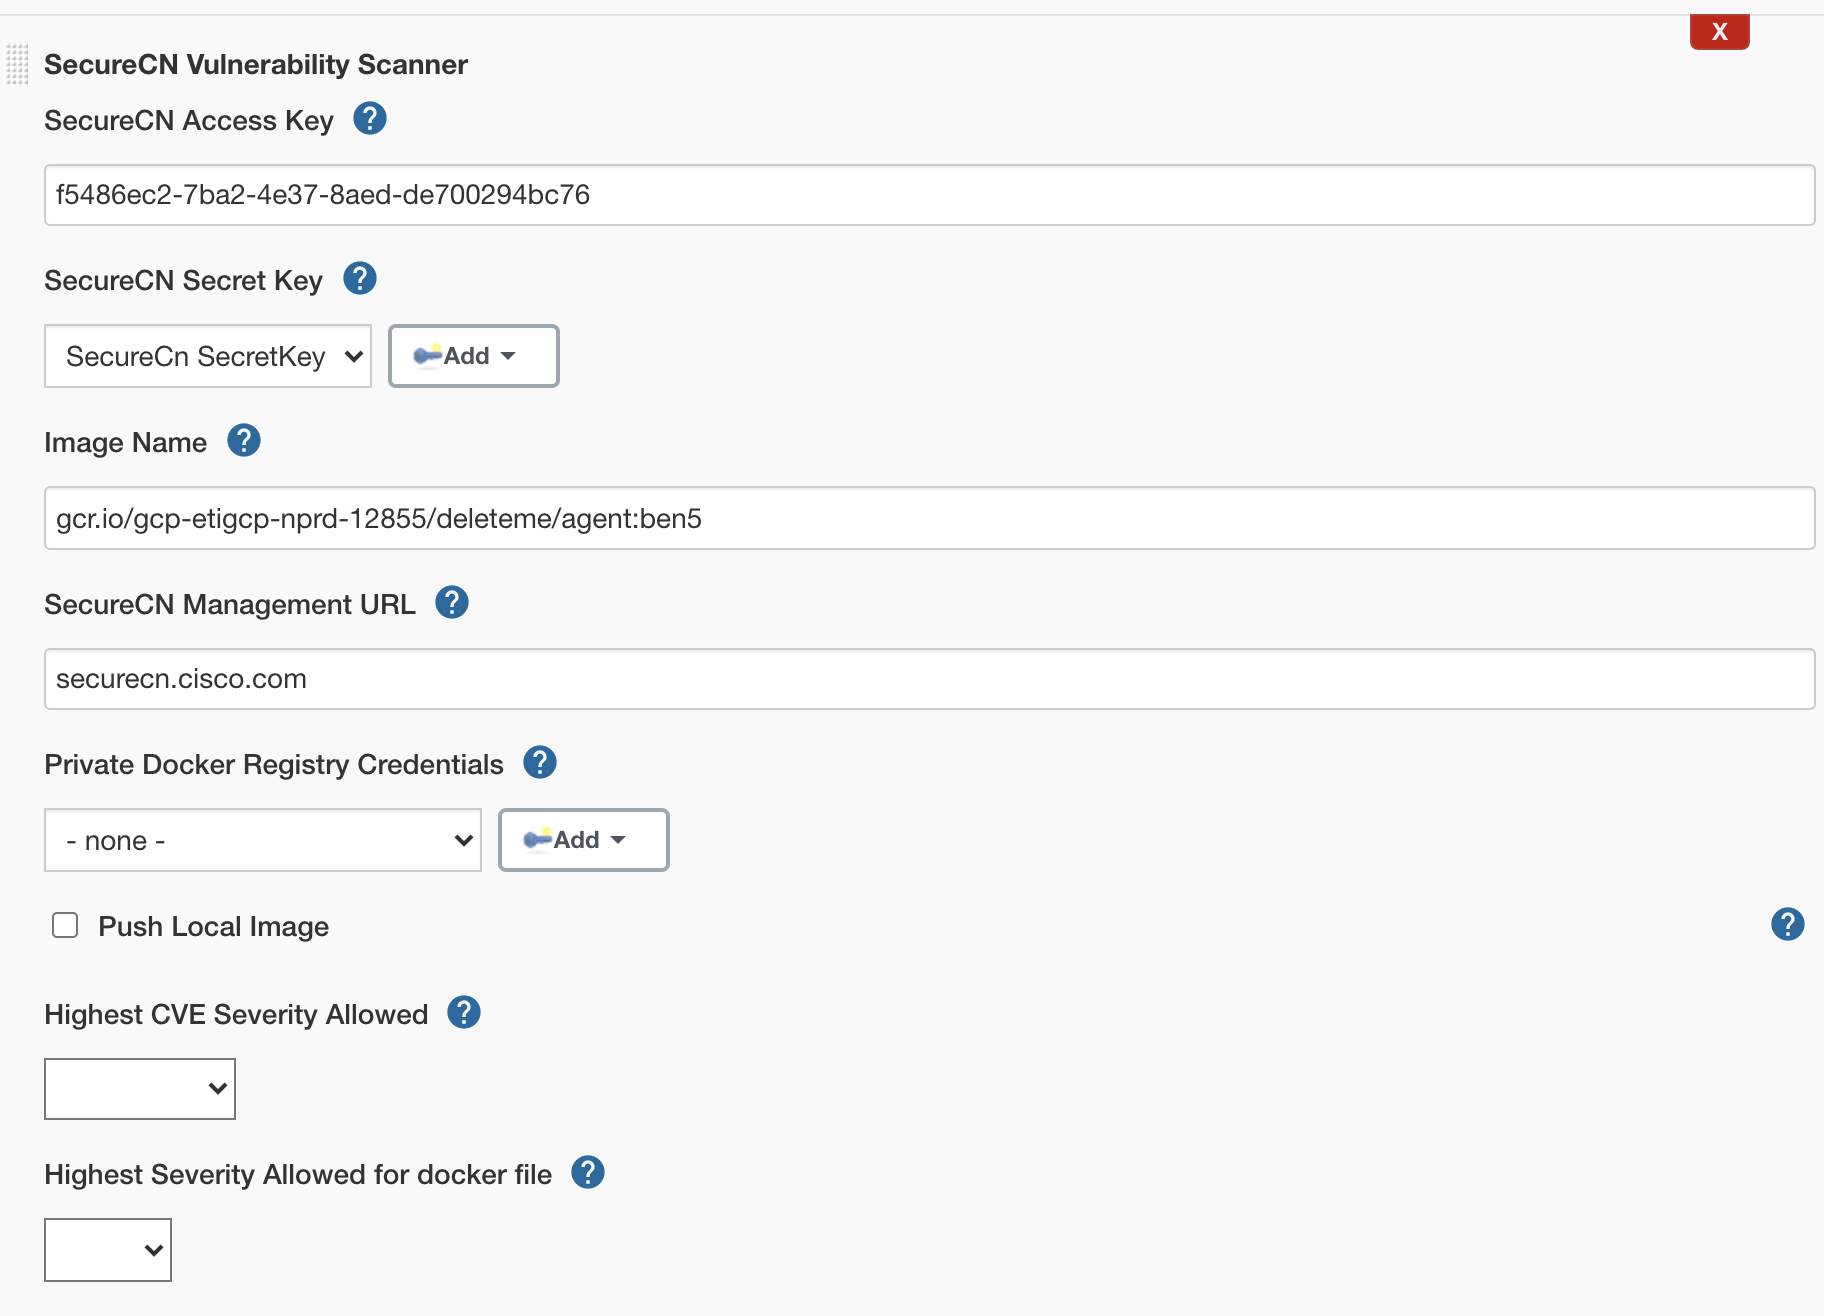 X
SecureCN Vulnerability Scanner
SecureCN Access Key ?
f5486ec2-7ba2-4e37-8aed-de700294bc76
SecureCN Secret Key ?
SecureCn SecretKey Add
Image Name ?
gcr.io/gcp-etigcp-nprd-12855/deleteme/agent:ben5
SecureCN Management URL ?
securecn.cisco.com
Private Docker Registry Credentials ?
- none - Add
Push Local Image ?
Highest CVE Severity Allowed ?
Highest Severity Allowed for docker file ?